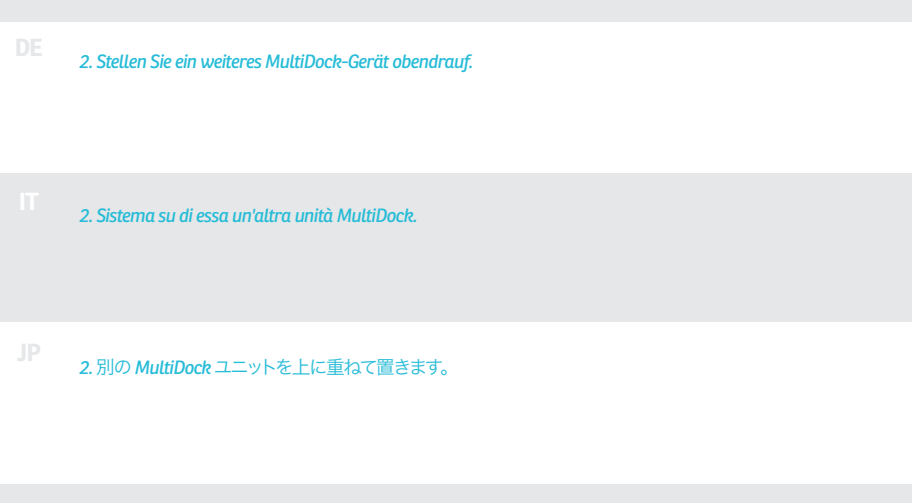 DE
2. Stellen Sie ein weiteres MultiDock-Gerät obendrauf.
IT
2. Sistema su di essa un'altra unità MultiDock.
JP
2. 別の MultiDock ユニットを上に重ねて置きます。